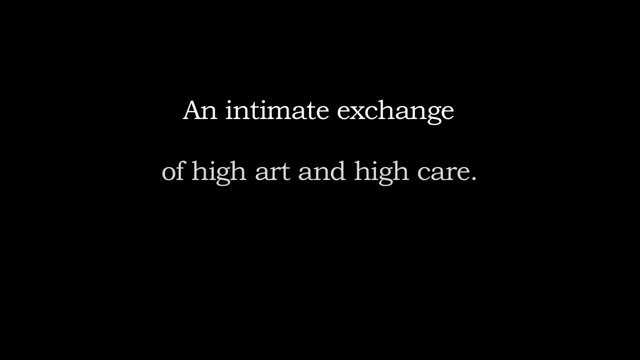 An intimate exchange
of high art and high care.